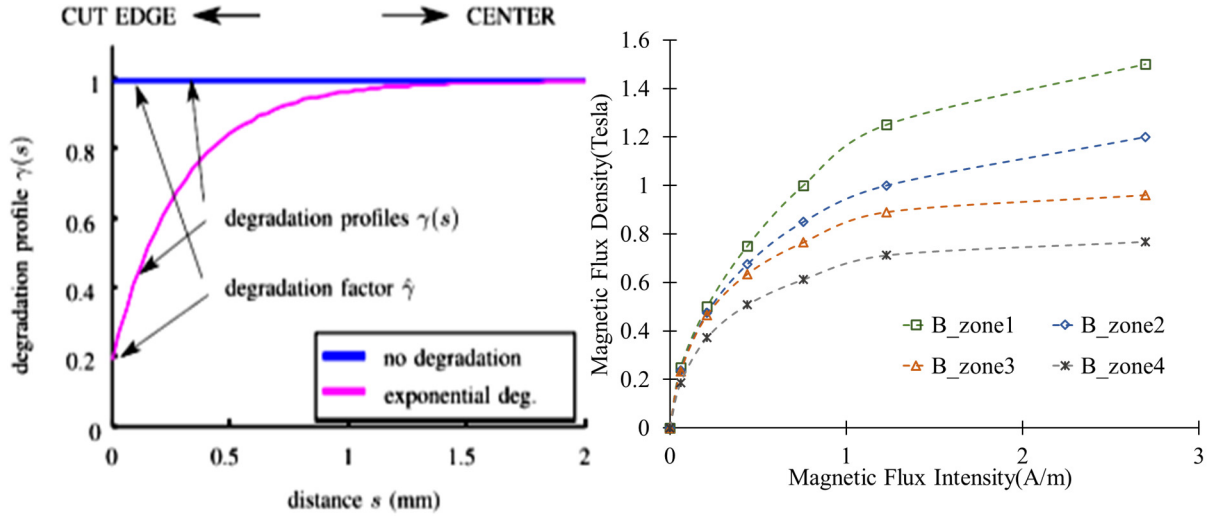 CUT EDGE
CENTER
degradation profile γ(s)
1
0.8
0.6
0.4
0.2
0
0
0.5
1
1.5
2
distance s (mm)
degradation profiles γ(s)
degradation factor γ̂
no degradation
exponential deg.
Magnetic Flux Density(Tesla)
1.6
1.4
1.2
1
0.8
0.6
0.4
0.2
0
0
1
2
3
Magnetic Flux Intensity(A/m)
B_zone1
B_zone2
B_zone3
B_zone4